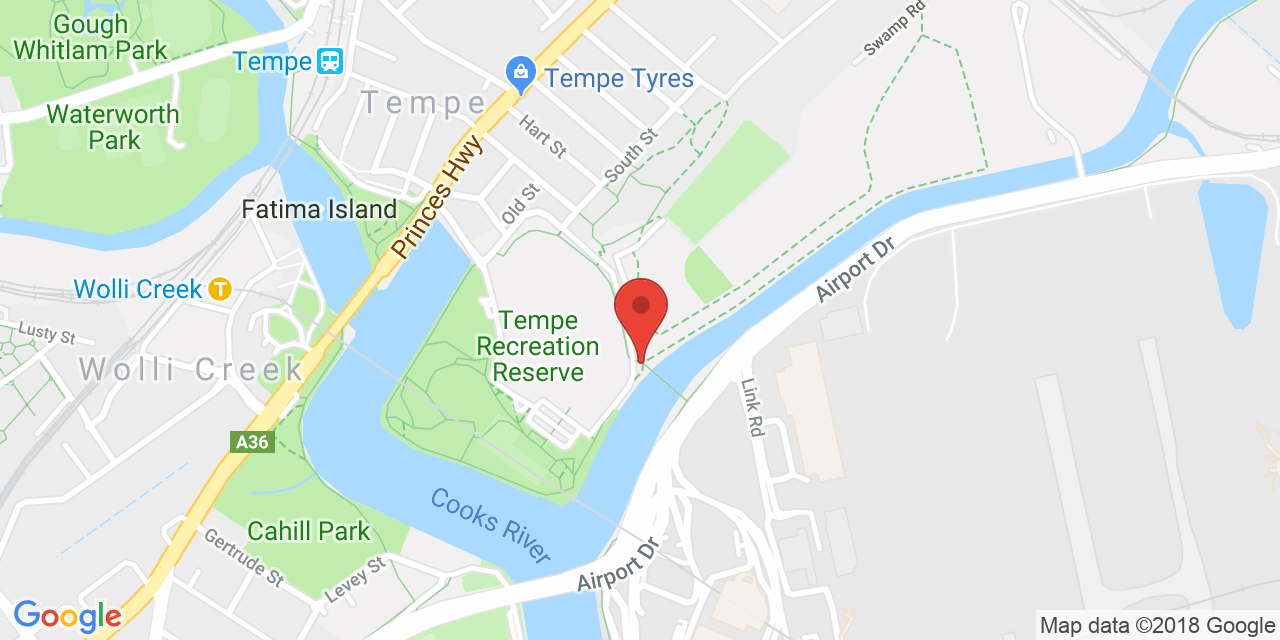 Gough
Whitlam Park
Tempe
Tempe Tyres
Swamp Rd
Waterworth
Park
Tempe
Hart St
South St
Princes Hwy
Old St
Fatima Island
Wolli Creek
T
Airport Dr
Lusty St
Wolli Creek
Tempe
Recreation
Reserve
Link Rd
A36
Cooks River
Cahill Park
Gertrude St
Levey St
Airport Dr
Google
Map data ©2018 Google